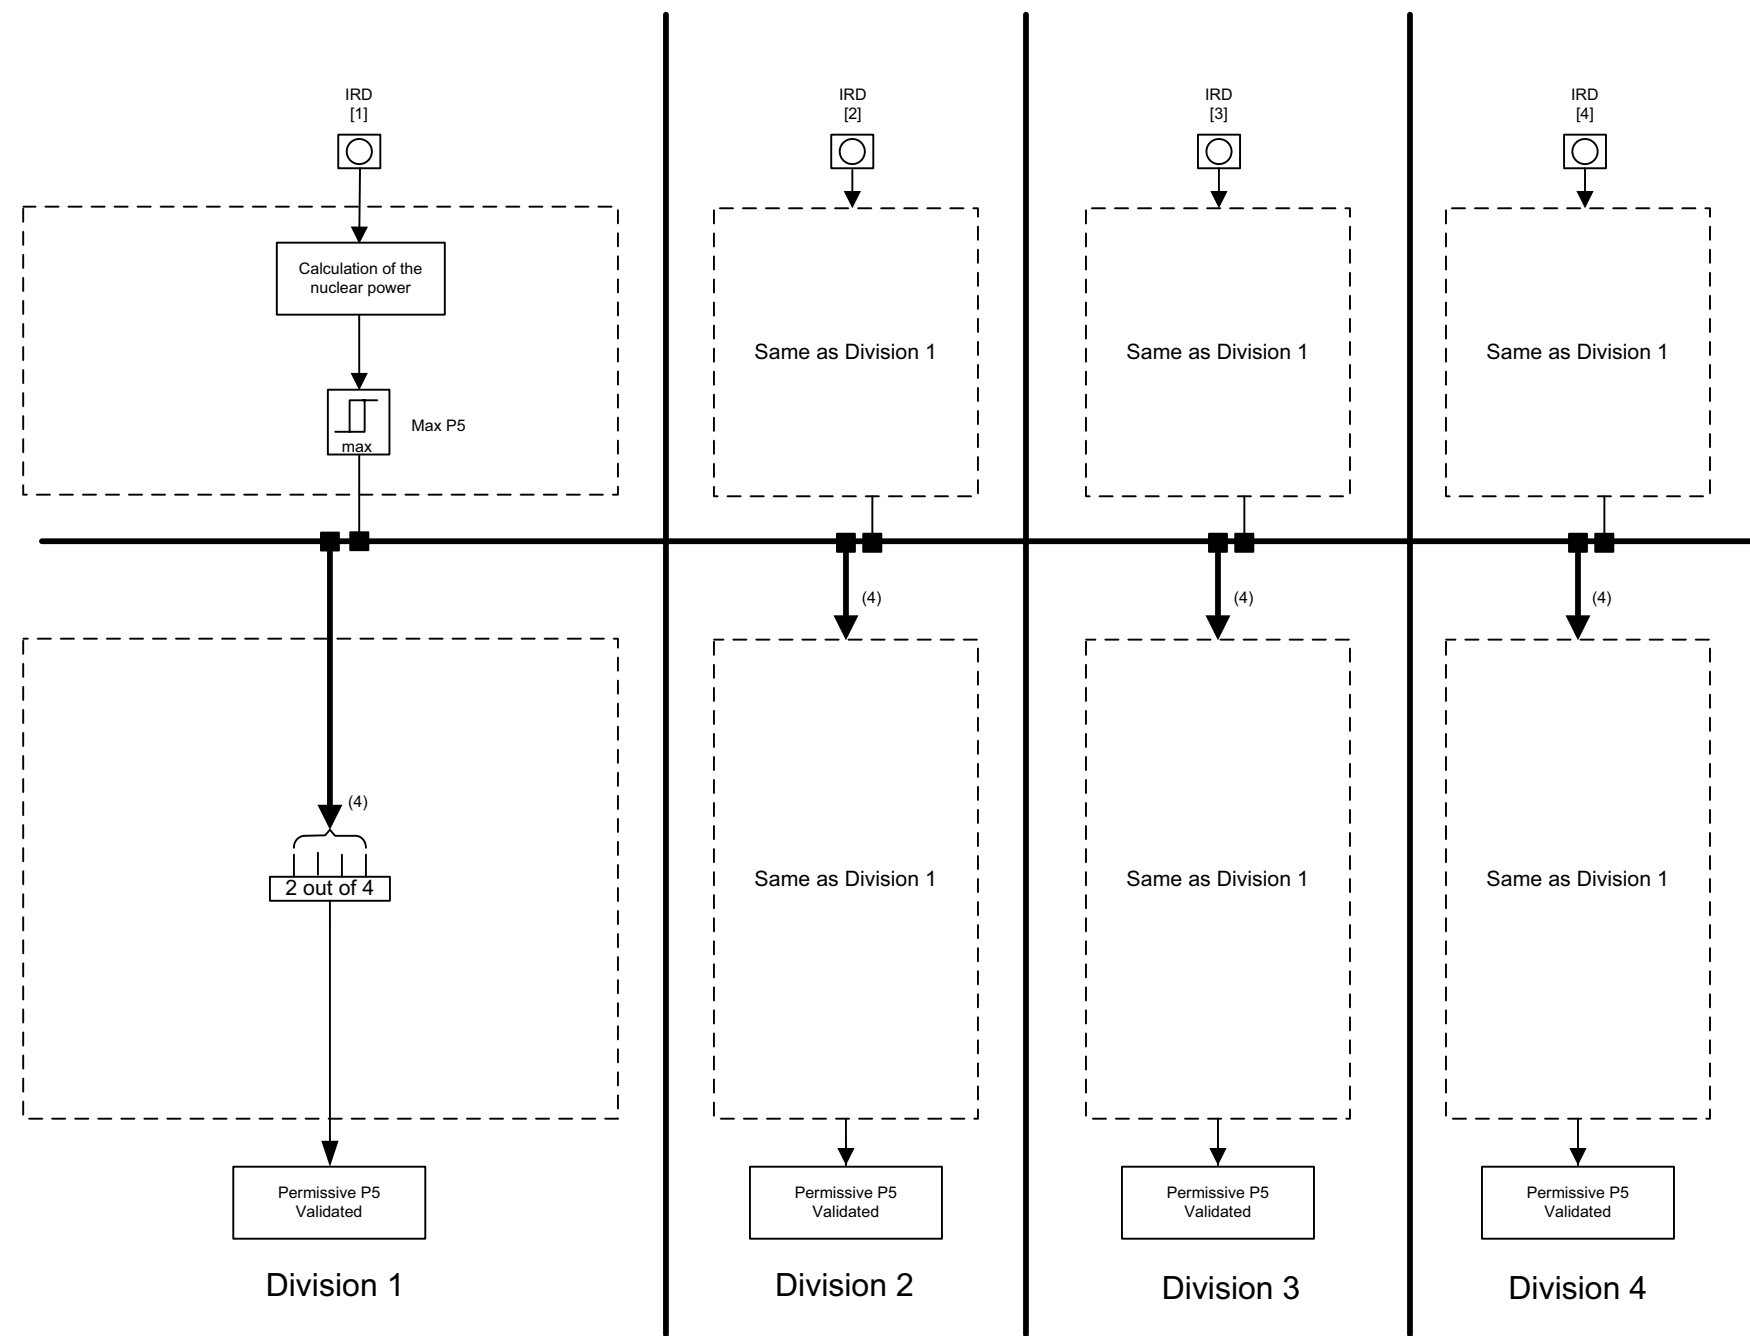 IRD
[1]
IRD
[2]
IRD
[3]
IRD
[4]
Calculation of the
nuclear power
max
Max P5
Same as Division 1
Same as Division 1
Same as Division 1
(4)
(4)
(4)
(4)
2 out of 4
Same as Division 1
Same as Division 1
Same as Division 1
Permissive P5
Validated
Permissive P5
Validated
Permissive P5
Validated
Permissive P5
Validated
Division 1
Division 2
Division 3
Division 4